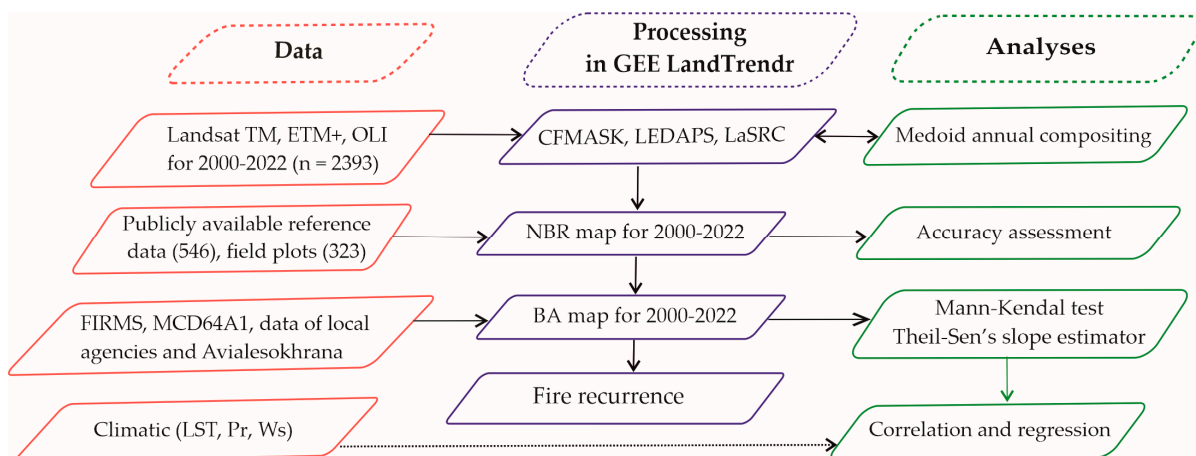 Data
Processing
in GEE LandTrendr
Analyses
Landsat TM, ETM+, OLI
for 2000-2022 (n = 2393)
CFMASK, LEDAPS, LaSRC
Medoid annual compositing
Publicly available reference
data (546), field plots (323)
NBR map for 2000-2022
Accuracy assessment
FIRMS, MCD64A1, data of local
agencies and Avialesokhrana
BA map for 2000-2022
Mann-Kendal test
Theil-Sen's slope estimator
Fire recurrence
Climatic (LST, Pr, Ws)
Correlation and regression